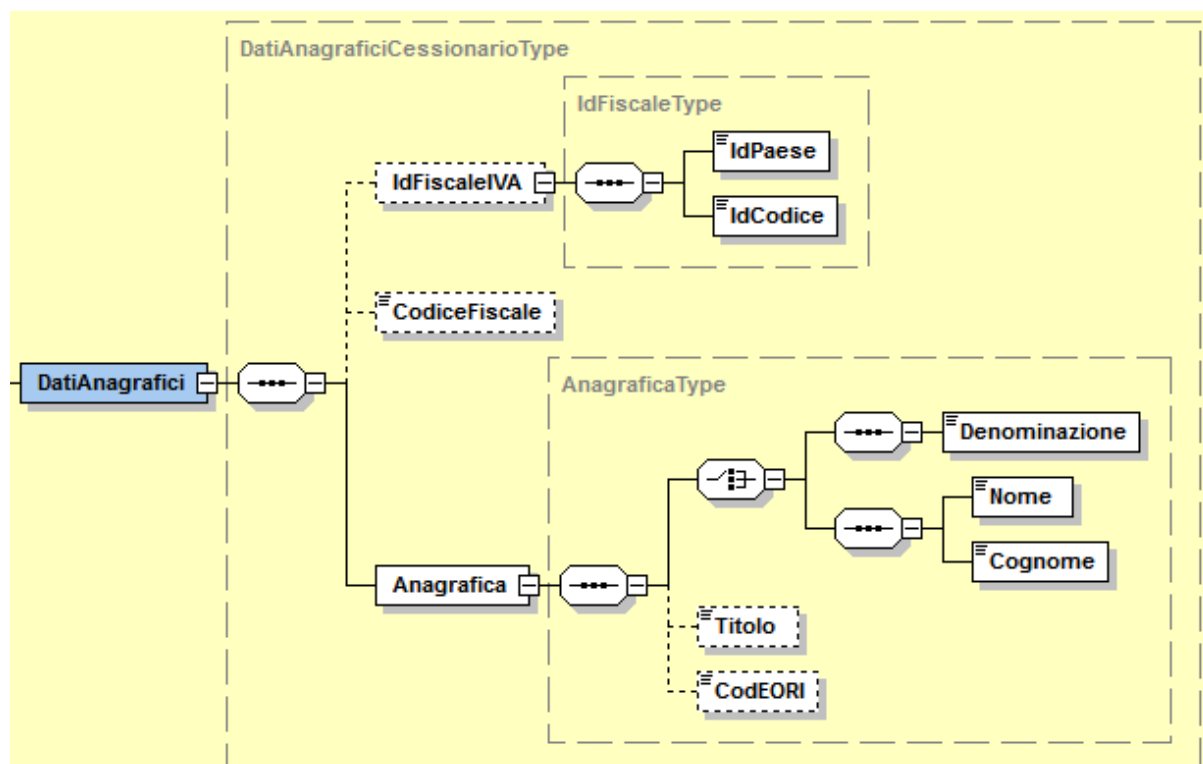 DatiAnagraficiCessionarioType
IdFiscaleType
IdPaese
IdFiscaleIVA
IdCodice
CodiceFiscale
DatiAnagrafici
AnagraficaType
Denominazione
Nome
Cognome
Anagrafica
Titolo
CodEORI